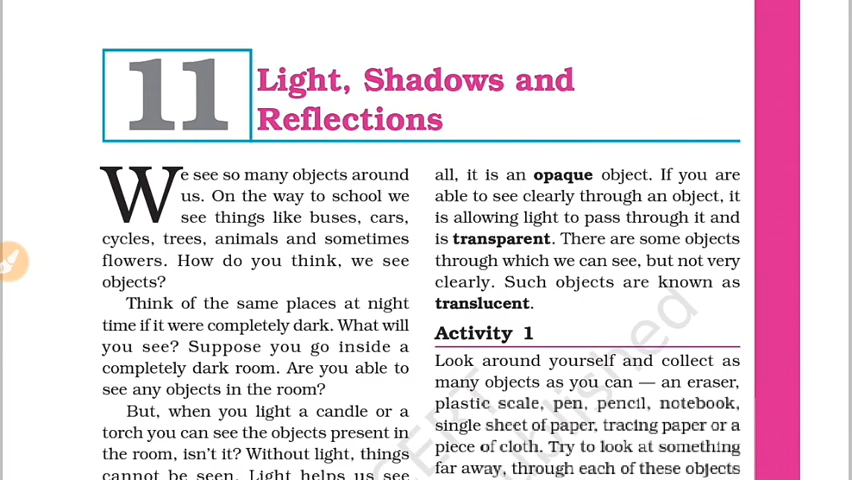 11
Light, Shadows and
Reflections
We see so many objects around
us. On the way to school we
see things like buses, cars,
cycles, trees, animals and sometimes
flowers. How do you think, we see
objects?
Think of the same places at night
time if it were completely dark. What will
you see? Suppose you go inside a
completely dark room. Are you able to
see any objects in the room?
But, when you light a candle or a
torch you can see the objects present in
the room, isn't it? Without light, things
cannot be seen. Light helps us see
all, it is an opaque object. If you are
able to see clearly through an object, it
is allowing light to pass through it and
is transparent. There are some objects
through which we can see, but not very
clearly. Such objects are known as
translucent.
Activity 1
Look around yourself and collect as
many objects as you can — an eraser,
plastic scale, pen, pencil, notebook,
single sheet of paper, tracing paper or a
piece of cloth. Try to look at something
far away, through each of these objects